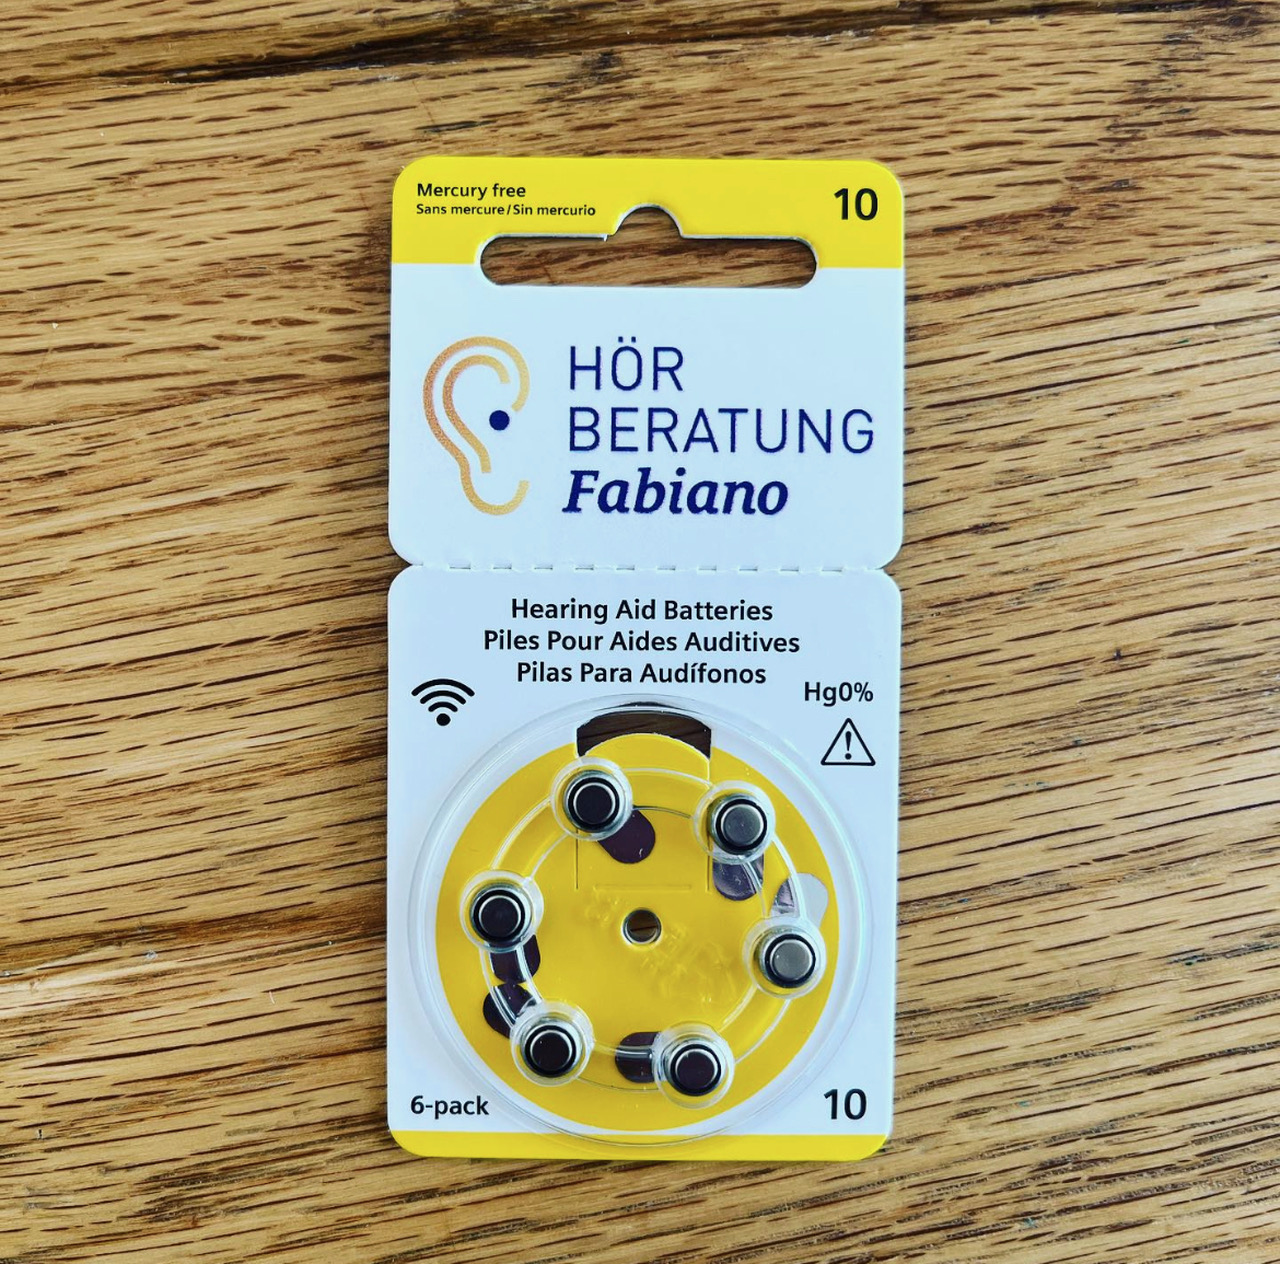 Mercury free
Sans mercure/Sin mercurio
10
HÖR
BERATUNG
Fabiano
Hearing Aid Batteries
Piles Pour Aides Auditives
Pilas Para Audífonos
Hg0%
6-pack
10